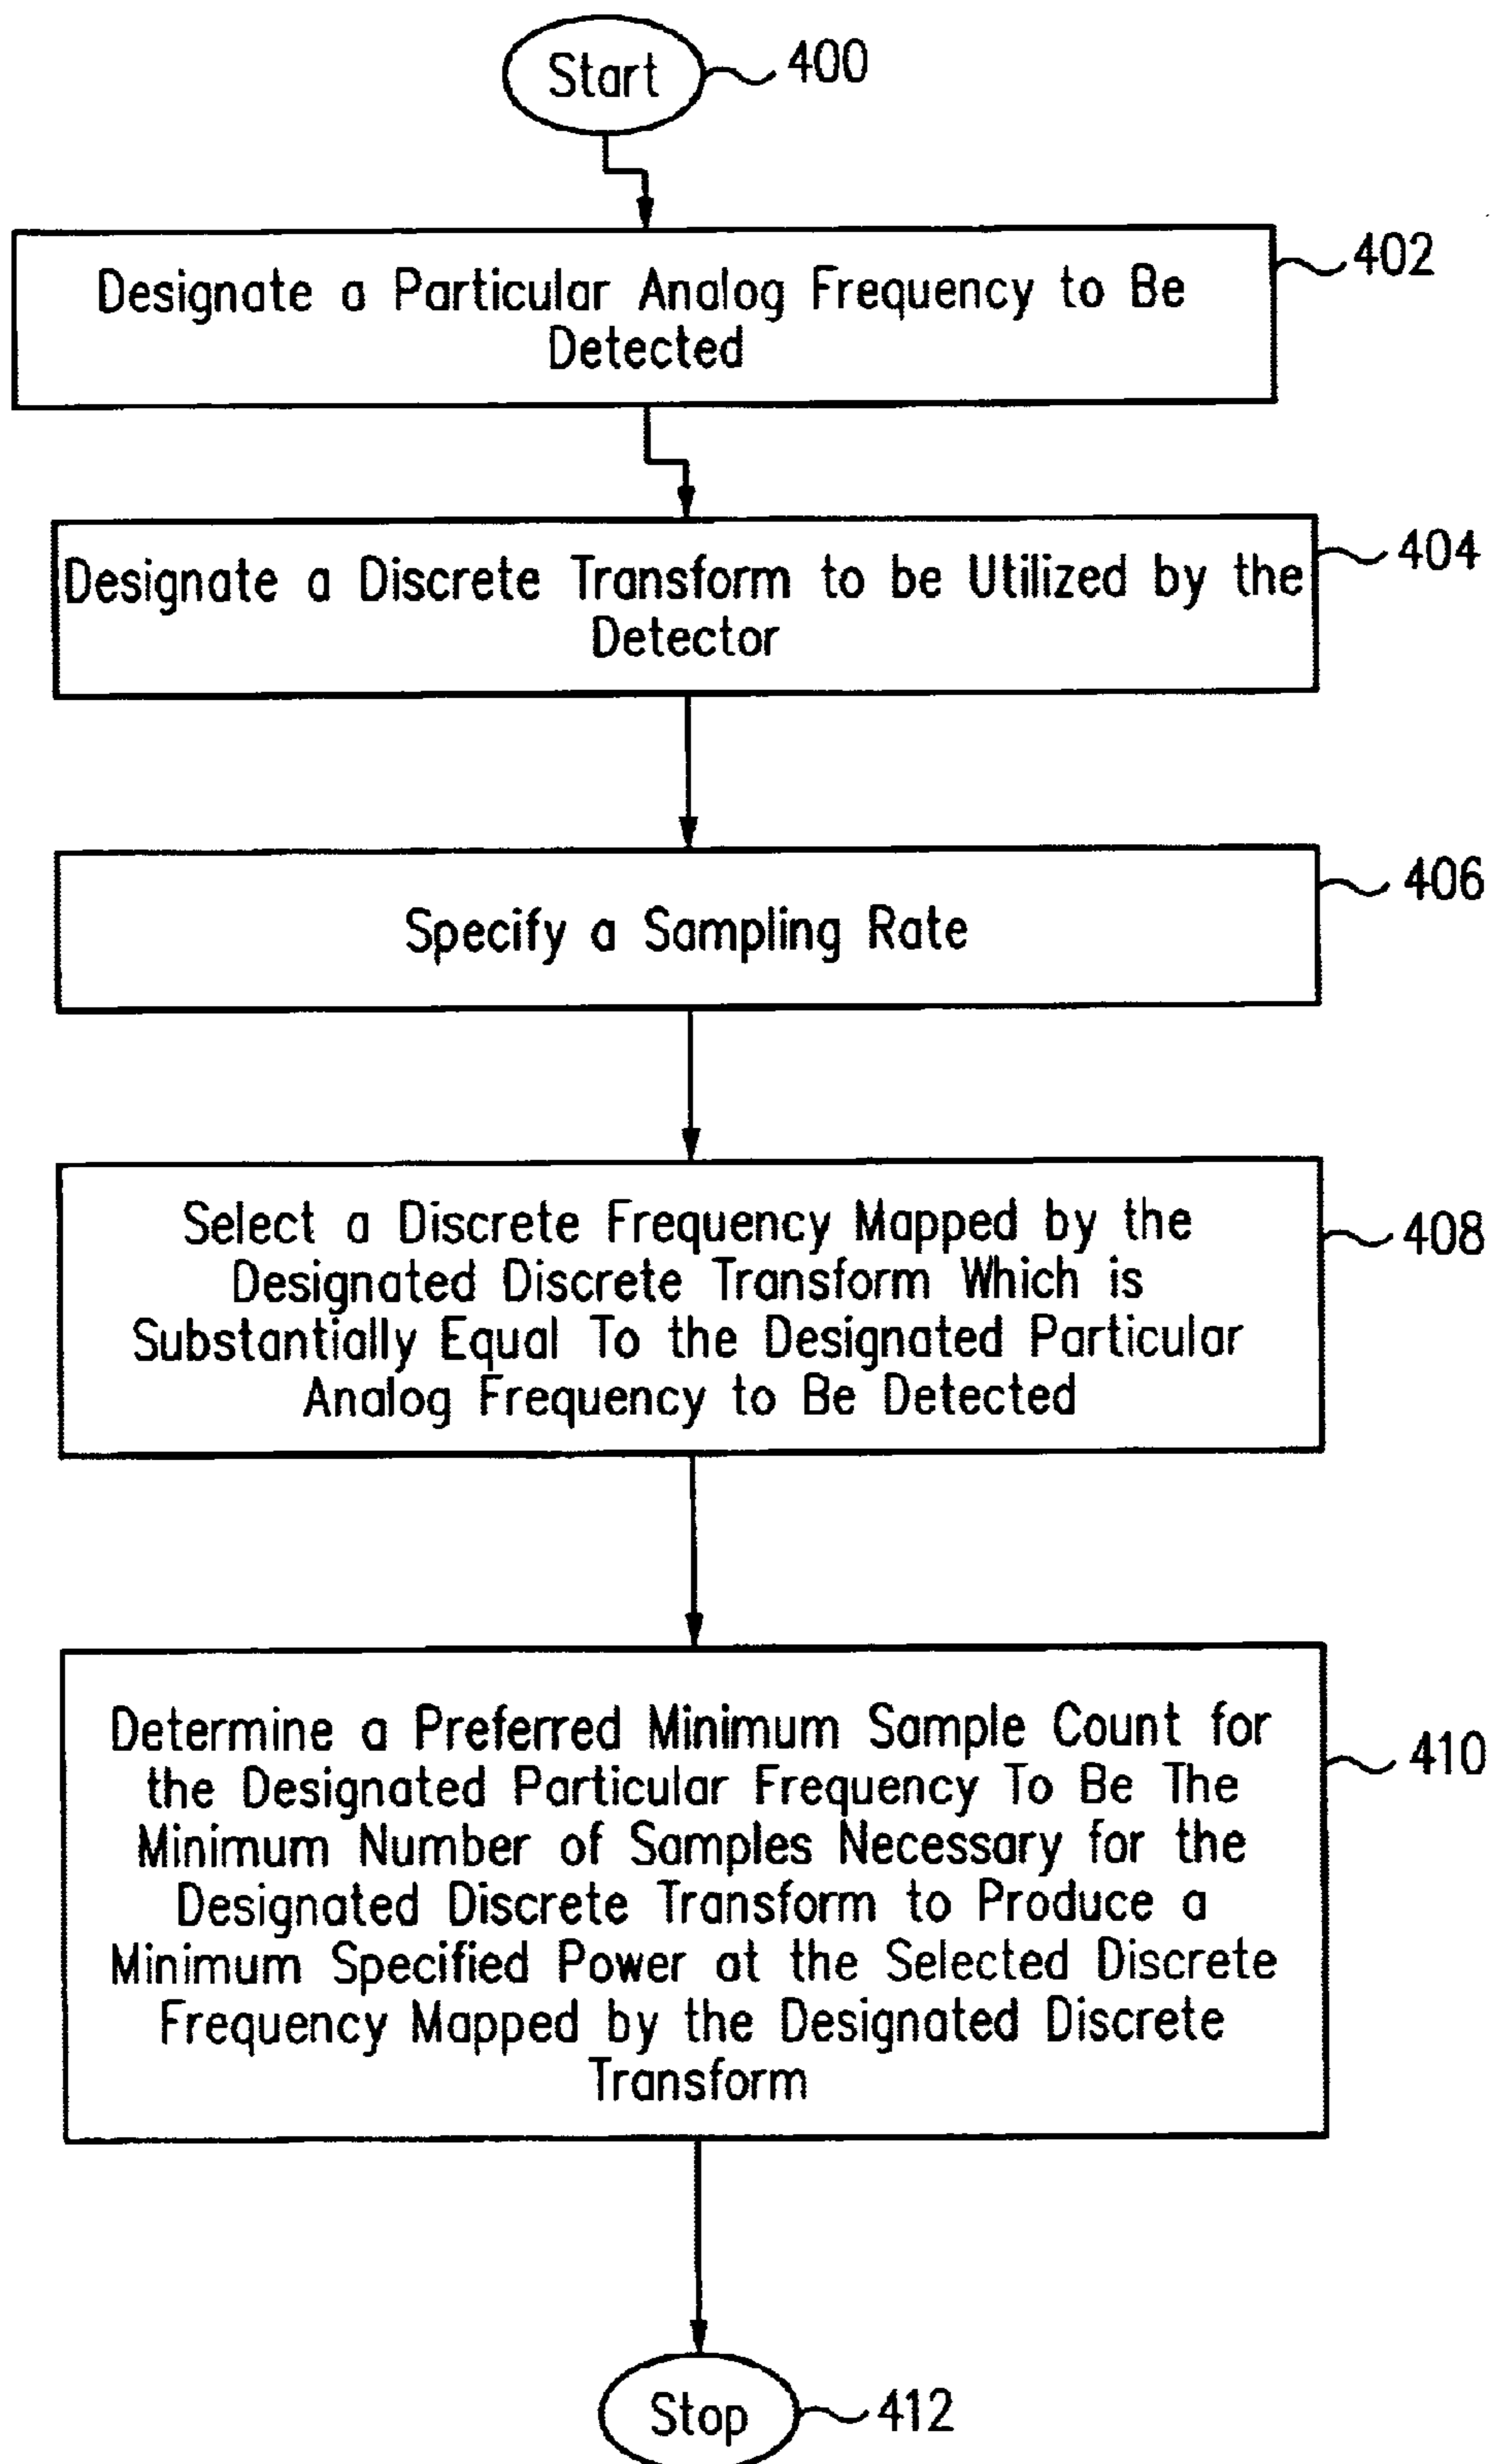 Start
400
Designate a Particular Analog Frequency to Be
Detected
402
Designate a Discrete Transform to be Utilized by the
Detector
404
Specify a Sampling Rate
406
Select a Discrete Frequency Mapped by the
Designated Discrete Transform Which is
Substantially Equal To the Designated Particular
Analog Frequency to Be Detected
408
Determine a Preferred Minimum Sample Count for
the Designated Particular Frequency To Be The
Minimum Number of Samples Necessary for the
Designated Discrete Transform to Produce a
Minimum Specified Power at the Selected Discrete
Frequency Mapped by the Designated Discrete
Transform
410
Stop
412